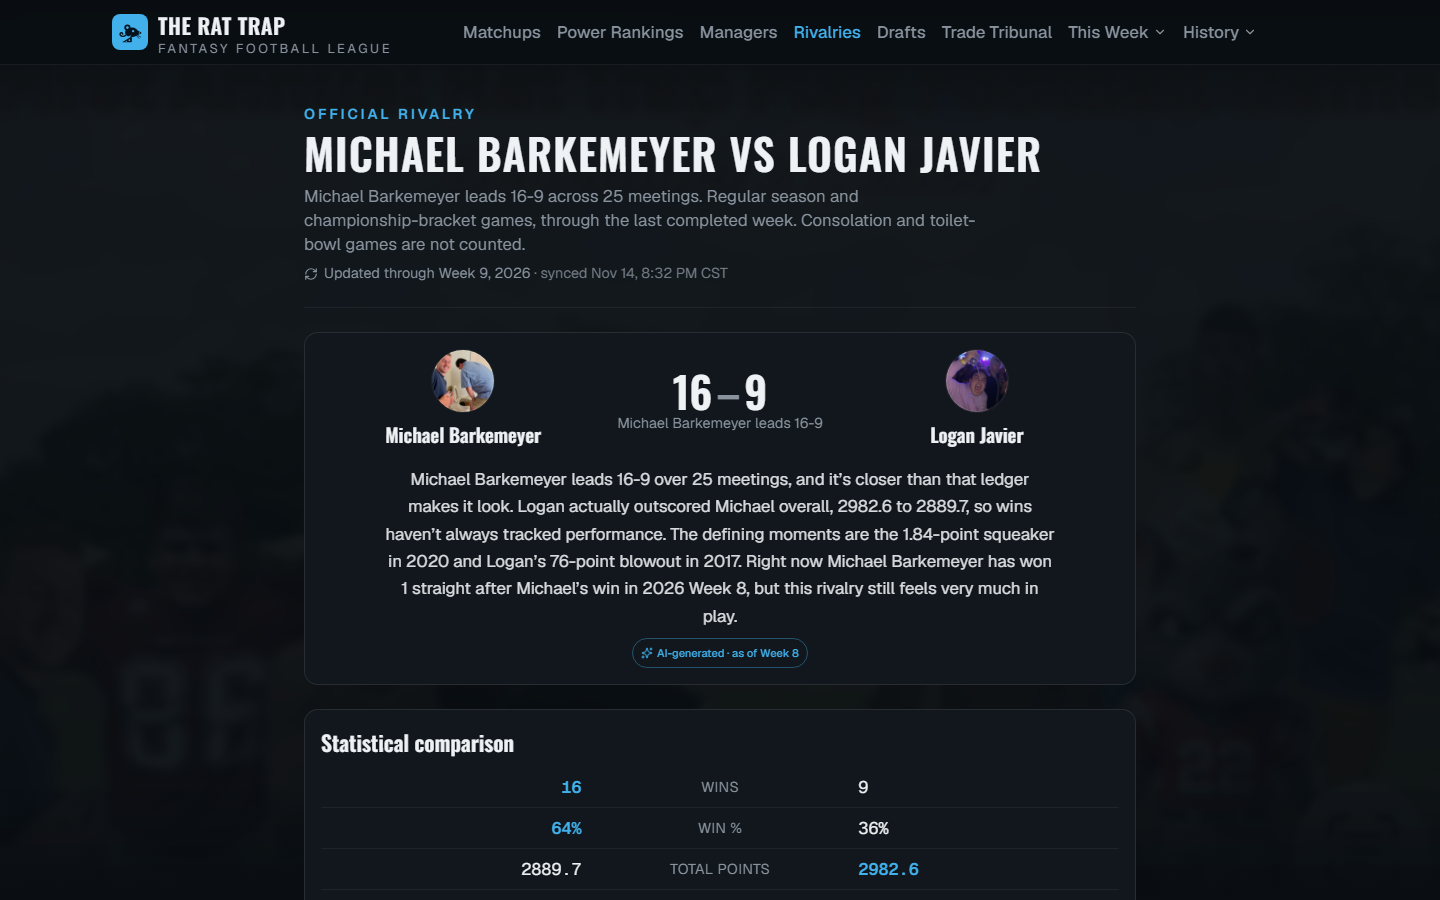 THE RAT TRAP
FANTASY FOOTBALL LEAGUE
Matchups Power Rankings Managers Rivalries Drafts Trade Tribunal This Week History
OFFICIAL RIVALRY
MICHAEL BARKEMEYER VS LOGAN JAVIER
Michael Barkemeyer leads 16-9 across 25 meetings. Regular season and
championship-bracket games, through the last completed week. Consolation and toilet-
bowl games are not counted.
Updated through Week 9, 2026 · synced Nov 14, 8:32 PM CST
16 – 9
Michael Barkemeyer leads 16-9
Michael Barkemeyer
Logan Javier
Michael Barkemeyer leads 16-9 over 25 meetings, and it’s closer than that ledger
makes it look. Logan actually outscored Michael overall, 2982.6 to 2889.7, so wins
haven’t always tracked performance. The defining moments are the 1.84-point squeaker
in 2020 and Logan’s 76-point blowout in 2017. Right now Michael Barkemeyer has won
1 straight after Michael’s win in 2026 Week 8, but this rivalry still feels very much in
play.
AI-generated · as of Week 8
Statistical comparison
16 WINS 9
64% WIN % 36%
2889.7 TOTAL POINTS 2982.6